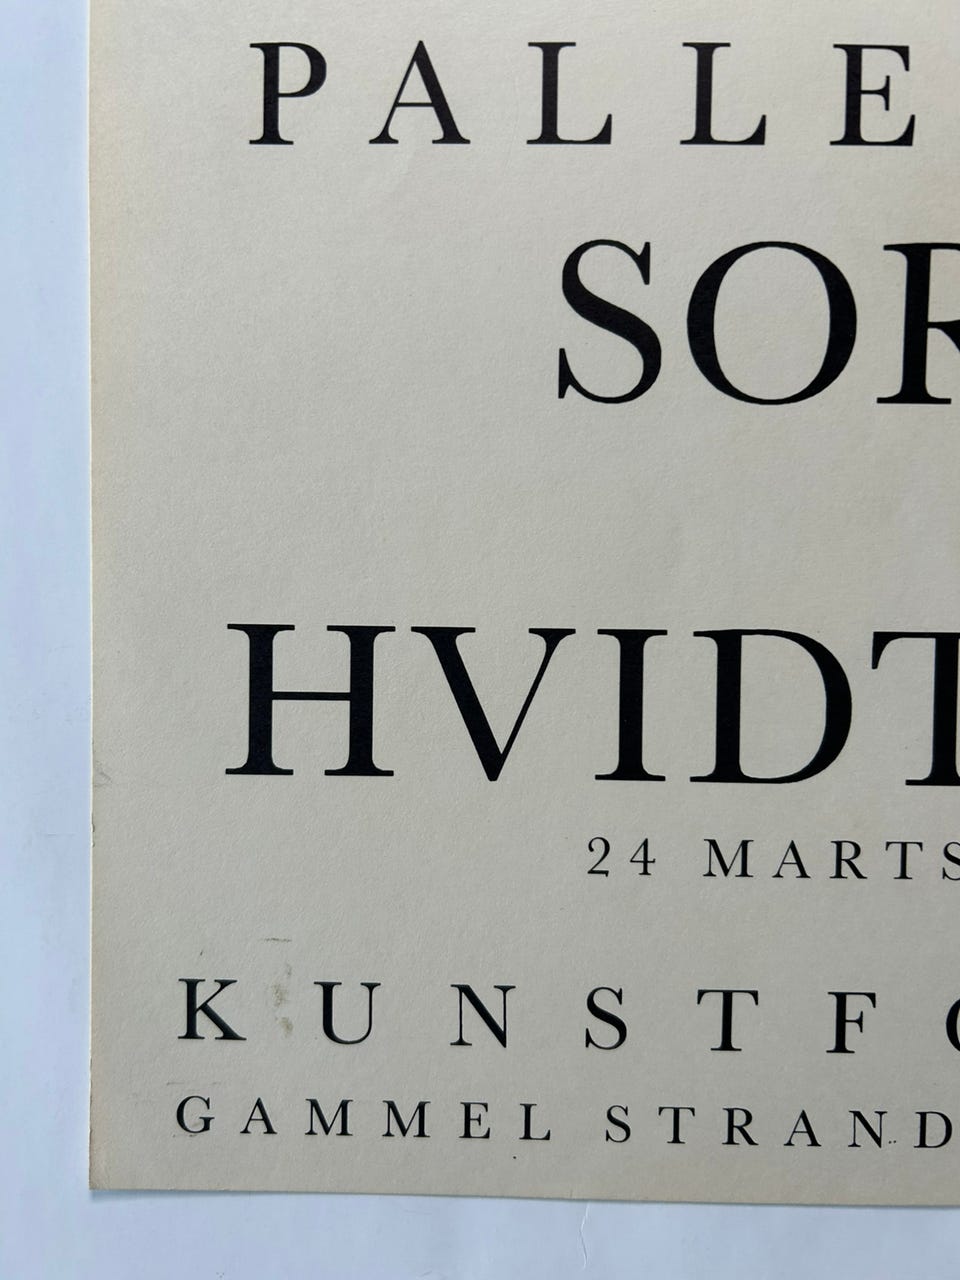 PALLE
SOR
HVIDT
24 MARTS
KUNSTFO
GAMMEL STRAND